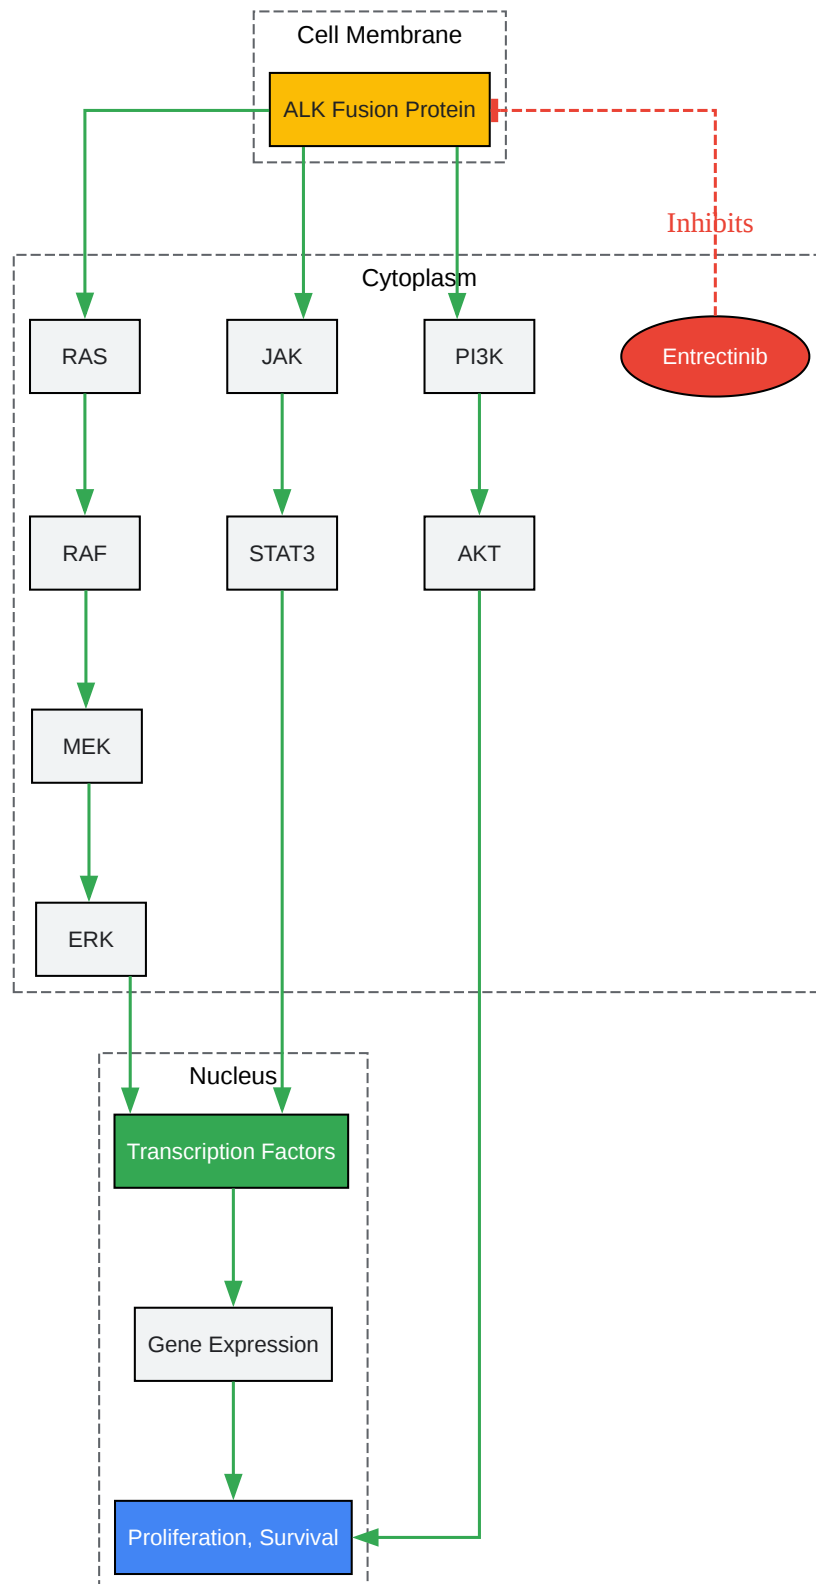 Cell Membrane
ALK Fusion Protein
Inhibits
Cytoplasm
RAS
JAK
PI3K
Entrectinib
RAF
STAT3
AKT
MEK
ERK
Nucleus
Transcription Factors
Gene Expression
Proliferation, Survival